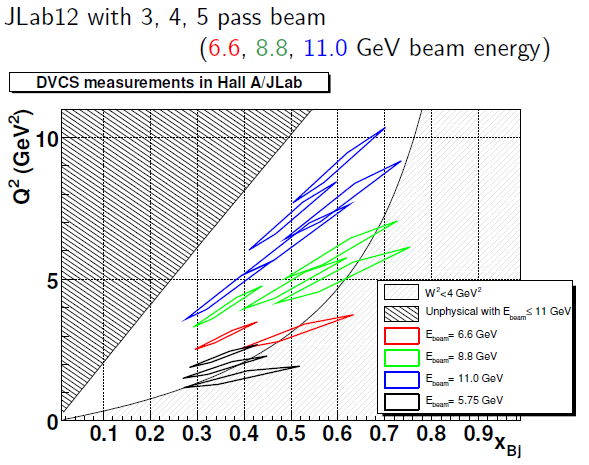 JLab12 with 3, 4, 5 pass beam
(6.6, 8.8, 11.0 GeV beam energy)
DVCS measurements in Hall A/JLab
Q² (GeV²)
10
5
0
W²<4 GeV²
Unphysical with E_beam ≤ 11 GeV
E_beam= 6.6 GeV
E_beam= 8.8 GeV
E_beam= 11.0 GeV
E_beam= 5.75 GeV
0.1 0.2 0.3 0.4 0.5 0.6 0.7 0.8 0.9
x_Bj